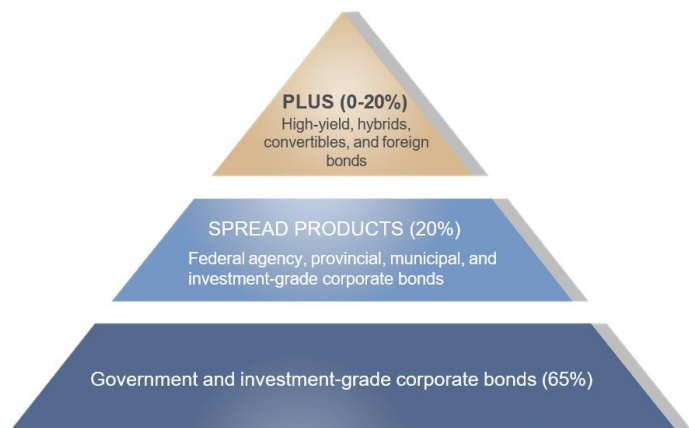 PLUS (0-20%)
High-yield, hybrids,
convertibles, and foreign
bonds
SPREAD PRODUCTS (20%)
Federal agency, provincial, municipal, and
investment-grade corporate bonds
Government and investment-grade corporate bonds (65%)